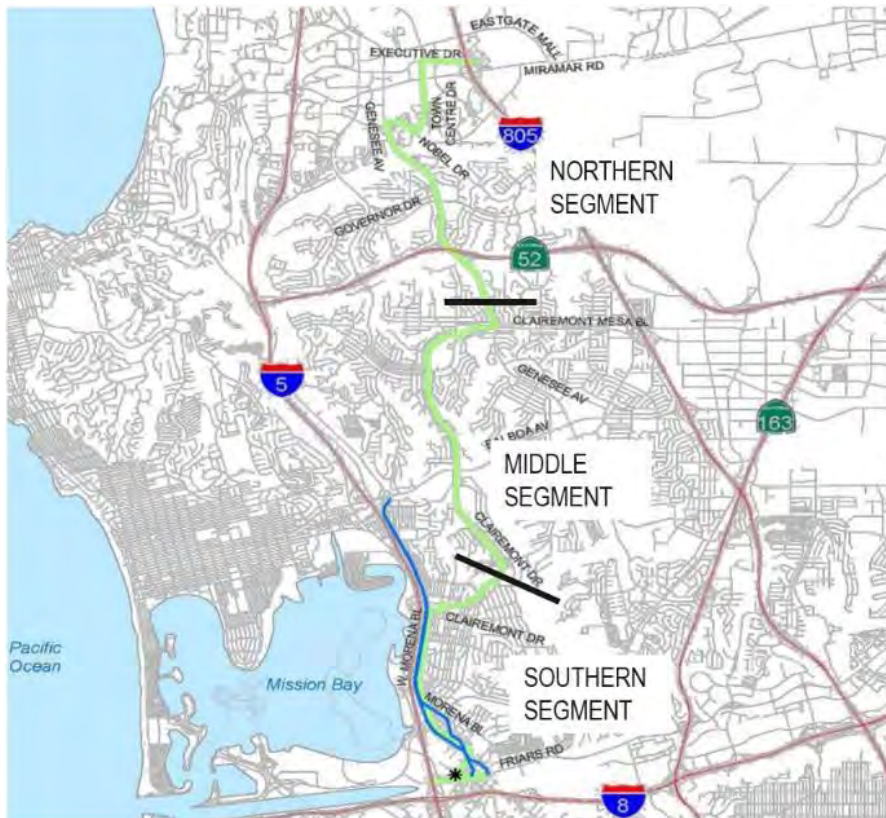 EASTGATE MALL
EXECUTIVE DR
MIRAMAR RD
TOWN
CENTRE DR
GENESEE AV
805
NOBEL DR
NORTHERN
SEGMENT
GOVERNOR DR
52
CLAIREMONT MESA BL
5
GENESEE AV
163
BALBOA AV
MIDDLE
SEGMENT
CLAIREMONT DR
CLAIREMONT DR
W. MORENA BL
Pacific
Ocean
Mission Bay
SOUTHERN
SEGMENT
MORENA BL
FRIARS RD
*
8